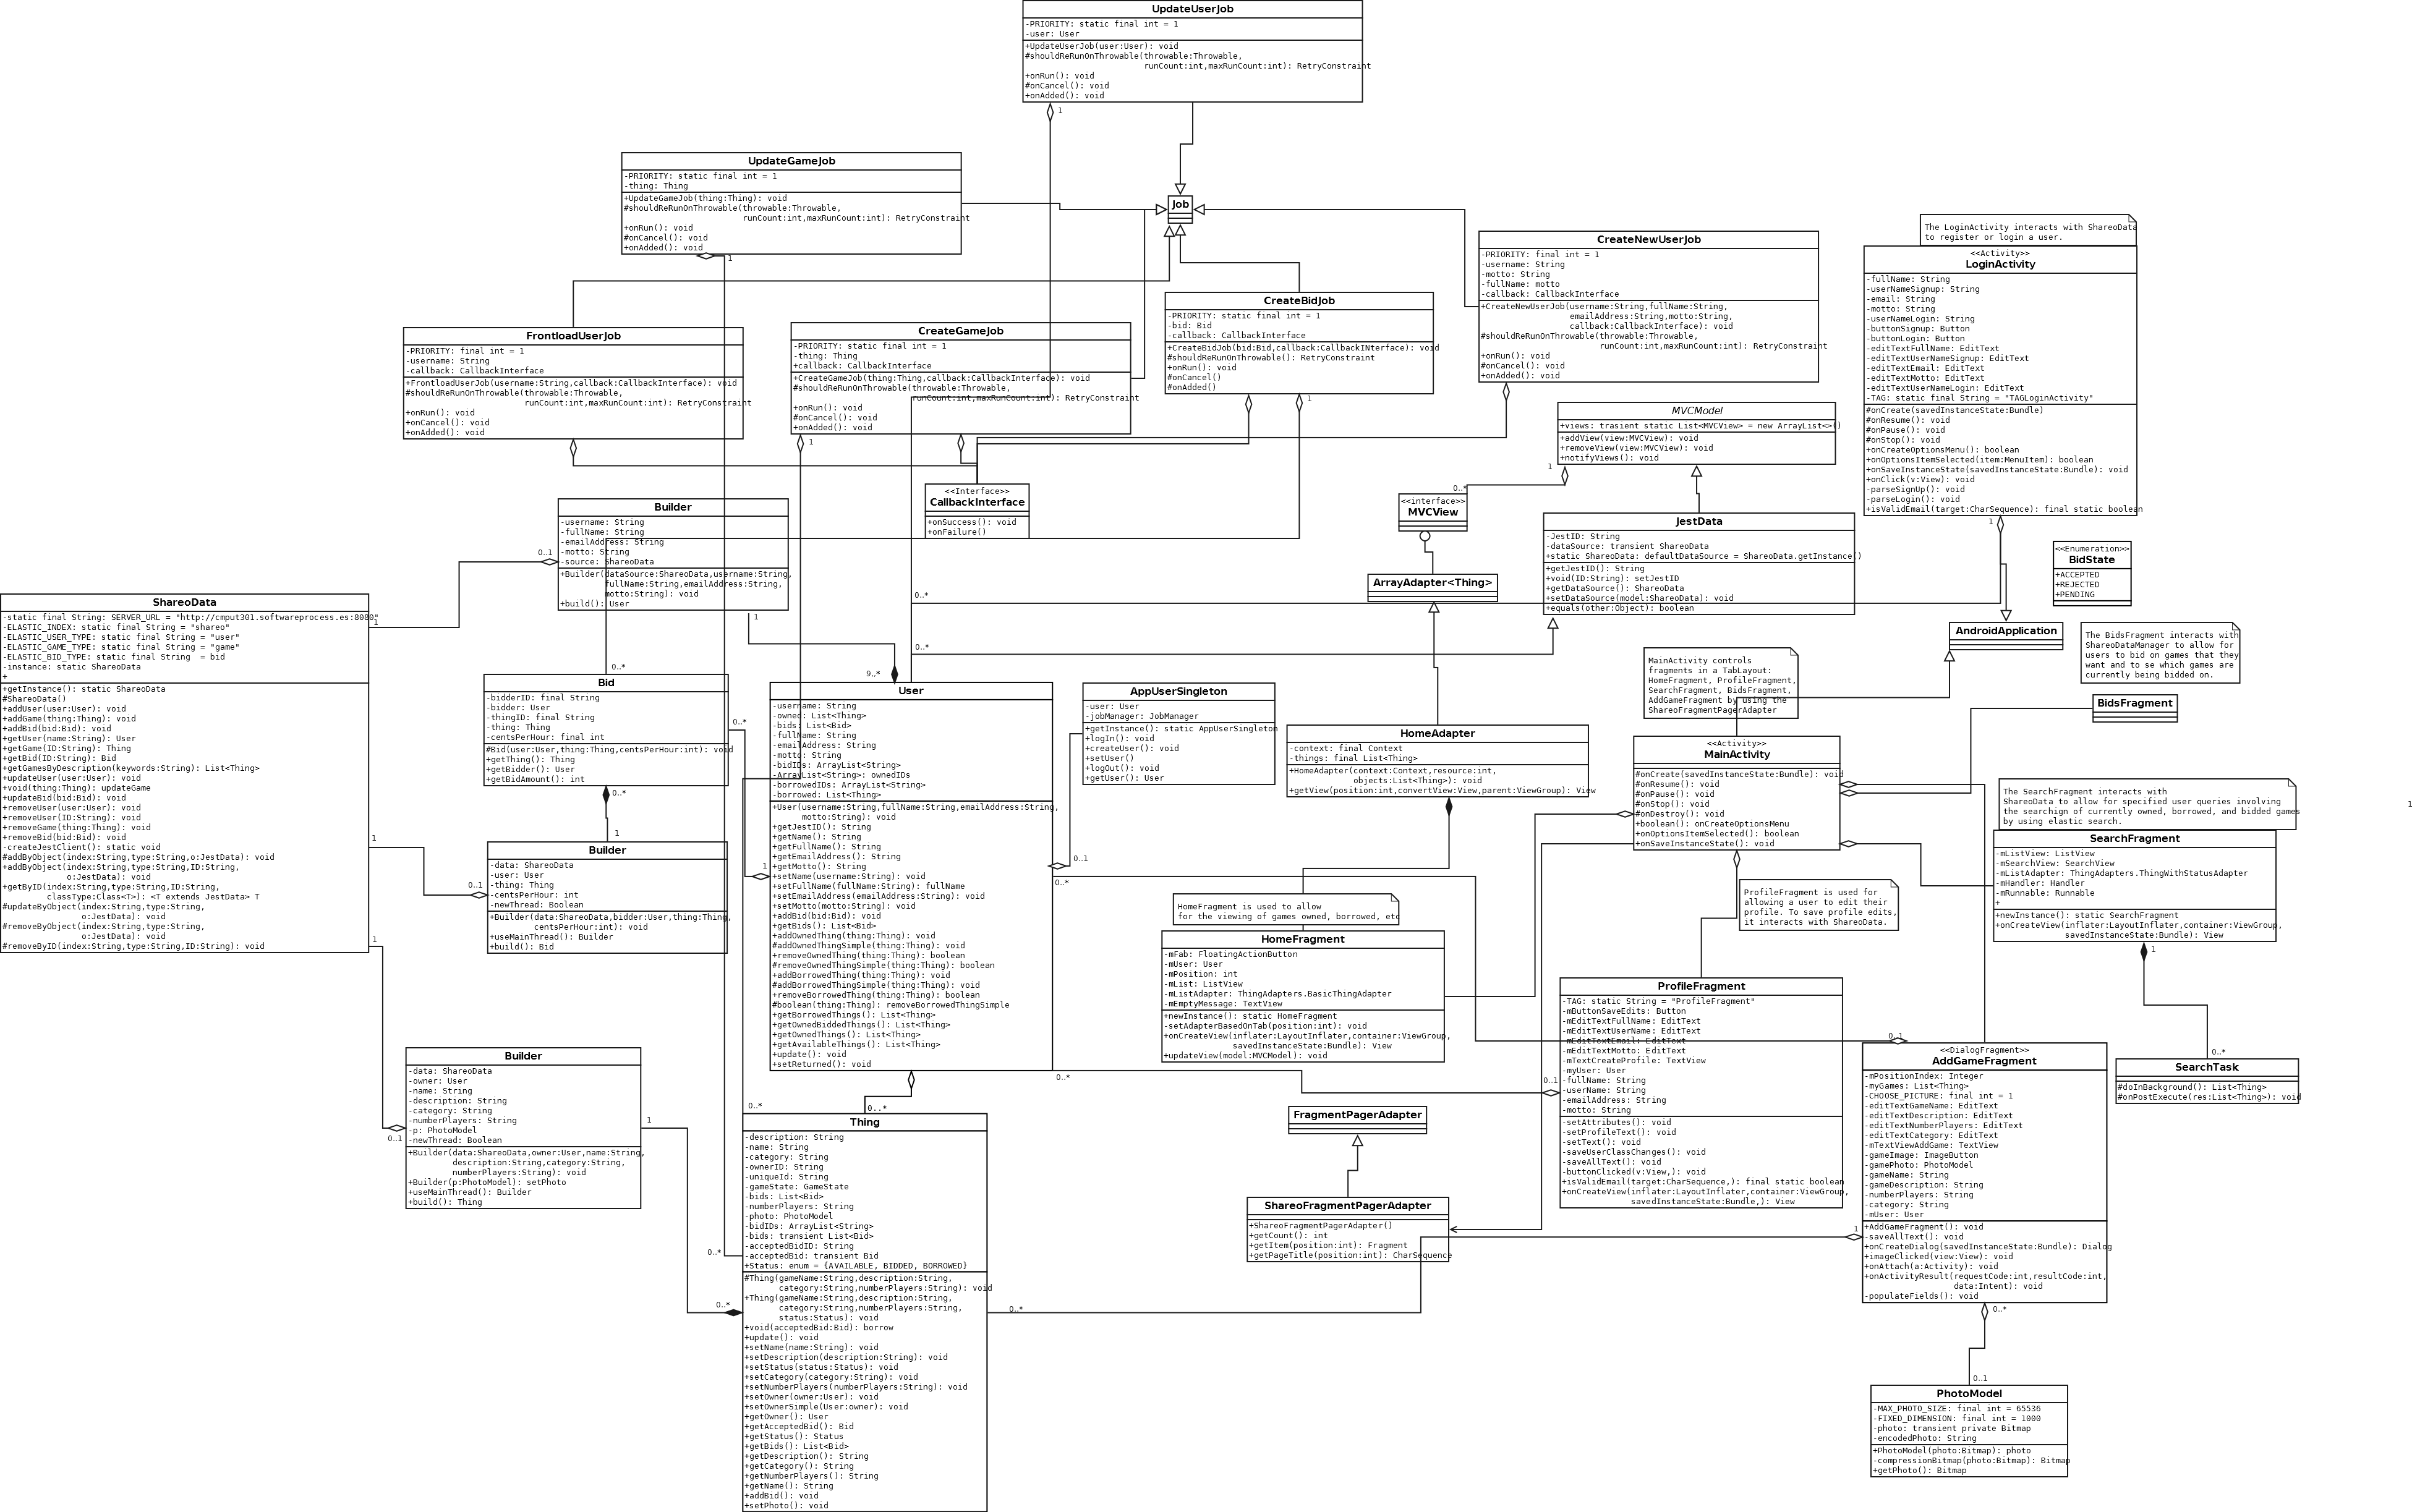 UpdateUserJob
-PRIORITY: static final int = 1
-user: User
+UpdateUserJob(user:User): void
#shouldReRunOnThrowable(throwable:Throwable,
runCount:int,maxRunCount:int): RetryConstraint
+onRun(): void
#onCancel(): void
+onAdded(): void
1
UpdateGameJob
-PRIORITY: static final int = 1
-thing: Thing
+UpdateGameJob(thing:Thing): void
#shouldReRunOnThrowable(throwable:Throwable,
runCount:int,maxRunCount:int): RetryConstraint
+onRun(): void
#onCancel(): void
+onAdded(): void
1
Job
CreateNewUserJob
-PRIORITY: final int = 1
-username: String
-motto: String
-fullName: motto
-callback: CallbackInterface
+CreateNewUserJob(username:String,fullName:String,
emailAddress:String,motto:String,
callback:CallbackInterface): void
#shouldReRunOnThrowable(throwable:Throwable,
runCount:int,maxRunCount:int): RetryConstraint
+onRun(): void
#onCancel(): void
+onAdded(): void
The LoginActivity interacts with ShareoData
to register or login a user.
<<Activity>>
LoginActivity
-fullName: String
-userNameSignup: String
-email: String
-motto: String
-userNameLogin: String
-buttonSignup: Button
-buttonLogin: Button
-editTextFullName: EditText
-editTextUserNameSignup: EditText
-editTextEmail: EditText
-editTextMotto: EditText
-editTextUserNameLogin: EditText
-TAG: static final String = "TAGLoginActivity"
#onCreate(savedInstanceState:Bundle)
#onResume(): void
#onPause(): void
#onStop(): void
+onCreateOptionsMenu(): boolean
+onOptionsItemSelected(item:MenuItem): boolean
+onSaveInstanceState(savedInstanceState:Bundle): void
+onClick(v:View): void
-parseSignUp(): void
-parseLogin(): void
+isValidEmail(target:CharSequence): final static boolean
1
FrontloadUserJob
-PRIORITY: final int = 1
-username: String
-callback: CallbackInterface
+FrontloadUserJob(username:String,callback:CallbackInterface): void
#shouldReRunOnThrowable(throwable:Throwable,
runCount:int,maxRunCount:int): RetryConstraint
+onRun(): void
+onCancel(): void
+onAdded(): void
CreateGameJob
-PRIORITY: static final int = 1
-thing: Thing
+callback: CallbackInterface
+CreateGameJob(thing:Thing,callback:CallbackInterface): void
#shouldReRunOnThrowable(throwable:Throwable,
runCount:int,maxRunCount:int): RetryConstraint
+onRun(): void
#onCancel(): void
+onAdded(): void
1
CreateBidJob
-PRIORITY: static final int = 1
-bid: Bid
-callback: CallbackInterface
+CreateBidJob(bid:Bid,callback:CallbackINterface): void
#shouldReRunOnThrowable() RetryConstraint
+onRun(): void
#onCancel()
#onAdded()
1
MVCModel
+views: trasient static List<MVCView> = new ArrayList<>()
+addView(view:MVCView): void
+removeView(view:MVCView): void
+notifyViews(): void
1
0..*
<<interface>>
MVCView
<<Interface>>
CallbackInterface
+onSuccess(): void
+onFailure()
Builder
-username: String
-fullName: String
-emailAddress: String
-motto: String
-source: ShareoData
+Builder(dataSource:ShareoData,username:String,
fullName:String,emailAddress:String,
motto:String): void
+build(): User
0..1
1
JestData
-JestID: String
-dataSource: transient ShareoData
+static ShareoData: defaultDataSource = ShareoData.getInstance()
+getJestID(): String
+void(ID:String): setJestID
+getDataSource(): ShareoData
+setDataSource(model:ShareoData): void
+equals(other:Object): boolean
ArrayAdapter<Thing>
<<Enumeration>>
BidState
+ACCEPTED
+REJECTED
+PENDING
AndroidApplication
The BidsFragment interacts with
ShareoDataManager to allow for
users to bid on games that they
want and to se which games are
currently being bidded on.
BidsFragment
ShareoData
-static final String: SERVER_URL = "http://cmput301.softwareprocess.es:8080"
-ELASTIC_INDEX: static final String = "shareo"
-ELASTIC_USER_TYPE: static final String = "user"
-ELASTIC_GAME_TYPE: static final String = "game"
-ELASTIC_BID_TYPE: static final String  = bid
-instance: static ShareoData
+
+getInstance(): static ShareoData
#ShareoData()
+addUser(user:User): void
+addGame(thing:Thing): void
+addBid(bid:Bid): void
+getUser(name:String): User
+getGame(ID:String): Thing
+getBid(ID:String): Bid
+getGamesByDescription(keywords:String): List<Thing>
+updateUser(user:User): void
+void(thing:Thing): updateGame
+updateBid(bid:Bid): void
+removeUser(user:User): void
+removeUser(ID:String): void
+removeGame(thing:Thing): void
+removeBid(bid:Bid): void
-createJestClient(): static void
#addByObject(index:String,type:String,o:JestData): void
+addByObject(index:String,type:String,ID:String,
o:JestData): void
+getByID(index:String,type:String,ID:String,
classType:Class<T>): <T extends JestData> T
#updateByObject(index:String,type:String,
o:JestData): void
#removeByObject(index:String,type:String,
o:JestData): void
#removeByID(index:String,type:String,ID:String): void
1
1
1
0..*
0..*
0..*
Bid
-bidderID: final String
-bidder: User
-thingID: final String
-thing: Thing
-centsPerHour: final int
#Bid(user:User,thing:Thing,centsPerHour:int): void
+getThing(): Thing
+getBidder(): User
+getBidAmount(): int
0..*
0..*
1
Builder
-data: ShareoData
-user: User
-thing: Thing
-centsPerHour: int
-newThread: Boolean
+Builder(data:ShareoData,bidder:User,thing:Thing,
centsPerHour:int): void
+useMainThread(): Builder
+build(): Bid
0..1
9..*
User
-username: String
-owned: List<Thing>
-bids: List<Bid>
-fullName: String
-emailAddress: String
-motto: String
-bidIDs: ArrayList<String>
-ArrayList<String>: ownedIDs
-borrowedIDs: ArrayList<String>
-borrowed: List<Thing>
+User(username:String,fullName:String,emailAddress:String,
motto:String): void
+getJestID(): String
+getName(): String
+getFullName(): String
+getEmailAddress(): String
+getMotto(): String
+setName(username:String): void
+setFullName(fullName:String): fullName
+setEmailAddress(emailAddress:String): void
+setMotto(motto:String): void
+addBid(bid:Bid): void
+getBids(): List<Bid>
+addOwnedThing(thing:Thing): void
#addOwnedThingSimple(thing:Thing): void
+removeOwnedThing(thing:Thing): boolean
#removeOwnedThingSimple(thing:Thing): boolean
+addBorrowedThing(thing:Thing): void
#addBorrowedThingSimple(thing:Thing): void
+removeBorrowedThing(thing:Thing): boolean
#boolean(thing:Thing): removeBorrowedThingSimple
+getBorrowedThings(): List<Thing>
+getOwnedBiddedThings(): List<Thing>
+getOwnedThings(): List<Thing>
+getAvailableThings(): List<Thing>
+update(): void
+setReturned(): void
1
0..1
0..*
0..*
AppUserSingleton
-user: User
-jobManager: JobManager
+getInstance(): static AppUserSingleton
+logIn(): void
+createUser(): void
+setUser()
+logOut(): void
+getUser(): User
HomeAdapter
-context: final Context
-things: final List<Thing>
+HomeAdapter(context:Context,resource:int,
objects:List<Thing>): void
+getView(position:int,convertView:View,parent:ViewGroup): View
MainActivity controls
fragments in a TabLayout:
HomeFragment, ProfileFragment,
SearchFragment, BidsFragment,
AddGameFragment by using the
ShareoFragmentPagerAdapter
<<Activity>>
MainActivity
#onCreate(savedInstanceState:Bundle): void
#onResume(): void
#onPause(): void
#onStop(): void
#onDestroy(): void
+boolean(): onCreateOptionsMenu
+onOptionsItemSelected(): boolean
+onSaveInstanceState(): void
The SearchFragment interacts with
ShareoData to allow for specified user queries involving
the searchign of currently owned, borrowed, and bidded games
by using elastic search.
1
SearchFragment
-mListView: ListView
-mSearchView: SearchView
-mListAdapter: ThingAdapters.ThingWithStatusAdapter
-mHandler: Handler
-mRunnable: Runnable
+
+newInstance(): static SearchFragment
+onCreateView(inflater:LayoutInflater,container:ViewGroup,
savedInstanceState:Bundle): View
1
0..*
SearchTask
#doInBackground(): List<Thing>
#onPostExecute(res:List<Thing>): void
ProfileFragment is used for
allowing a user to edit their
profile. To save profile edits,
it interacts with ShareoData.
HomeFragment is used to allow
for the viewing of games owned, borrowed, etc
HomeFragment
-mFab: FloatingActionButton
-mUser: User
-mPosition: int
-mList: ListView
-mListAdapter: ThingAdapters.BasicThingAdapter
-mEmptyMessage: TextView
+newInstance(): static HomeFragment
-setAdapterBasedOnTab(position:int): void
+onCreateView(inflater:LayoutInflater,container:ViewGroup,
savedInstanceState:Bundle): View
+updateView(model:MVCModel): void
ProfileFragment
-TAG: static String = "ProfileFragment"
-mButtonSaveEdits: Button
-mEditTextFullName: EditText
-mEditTextUserName: EditText
-mEditTextEmail: EditText
-mEditTextMotto: EditText
-mTextCreateProfile: TextView
-myUser: User
-fullName: String
-userName: String
-emailAddress: String
-motto: String
-setAttributes(): void
-setProfileText(): void
-setText(): void
-saveUserClassChanges(): void
-saveAllText(): void
-buttonClicked(v:View,): void
+isValidEmail(target:CharSequence,): final static boolean
+onCreateView(inflater:LayoutInflater,container:ViewGroup,
savedInstanceState:Bundle,): View
0..1
0..1
<<DialogFragment>>
AddGameFragment
-mPositionIndex: Integer
-myGames: List<Thing>
-CHOOSE_PICTURE: final int = 1
-editTextGameName: EditText
-editTextDescription: EditText
-editTextNumberPlayers: EditText
-editTextCategory: EditText
-mTextViewAddGame: TextView
-gameImage: ImageButton
-gamePhoto: PhotoModel
-gameName: String
-gameDescription: String
-numberPlayers: String
-category: String
-mUser: User
+AddGameFragment(): void
-saveAllText(): void
+onCreateDialog(savedInstanceState:Bundle): Dialog
+imageClicked(view:View): void
+onAttach(a:Activity): void
+onActivityResult(requestCode:int,resultCode:int,
data:Intent): void
-populateFields(): void
1
0..*
0..1
PhotoModel
-MAX_PHOTO_SIZE: final int = 65536
-FIXED_DIMENSION: final int = 1000
-photo: transient private Bitmap
-encodedPhoto: String
+PhotoModel(photo:Bitmap): photo
-compressionBitmap(photo:Bitmap): Bitmap
+getPhoto(): Bitmap
Builder
-data: ShareoData
-owner: User
-name: String
-description: String
-category: String
-numberPlayers: String
-p: PhotoModel
-newThread: Boolean
+Builder(data:ShareoData,owner:User,name:String,
description:String,category:String,
numberPlayers:String): void
+Builder(p:PhotoModel): setPhoto
+useMainThread(): Builder
+build(): Thing
0..1
1
0..*
0..*
Thing
-description: String
-name: String
-category: String
-ownerID: String
-uniqueId: String
-gameState: GameState
-bids: List<Bid>
-numberPlayers: String
-photo: PhotoModel
-bidIDs: ArrayList<String>
-bids: transient List<Bid>
-acceptedBidID: String
-acceptedBid: transient Bid
+Status: enum = {AVAILABLE, BIDDED, BORROWED}
#Thing(gameName:String,description:String,
category:String,numberPlayers:String): void
+Thing(gameName:String,description:String,
category:String,numberPlayers:String,
status:Status): void
+void(acceptedBid:Bid): borrow
+update(): void
+setName(name:String): void
+setDescription(description:String): void
+setStatus(status:Status): void
+setCategory(category:String): void
+setNumberPlayers(numberPlayers:String): void
+setOwner(owner:User): void
+setOwnerSimple(User:owner): void
+getOwner(): User
+getAcceptedBid(): Bid
+getStatus(): Status
+getBids(): List<Bid>
+getDescription(): String
+getCategory(): String
+getNumberPlayers(): String
+getName(): String
+addBid(): void
+setPhoto(): void
0..*
0..*
0..*
FragmentPagerAdapter
ShareoFragmentPagerAdapter
+ShareoFragmentPagerAdapter()
+getCount(): int
+getItem(position:int): Fragment
+getPageTitle(position:int): CharSequence